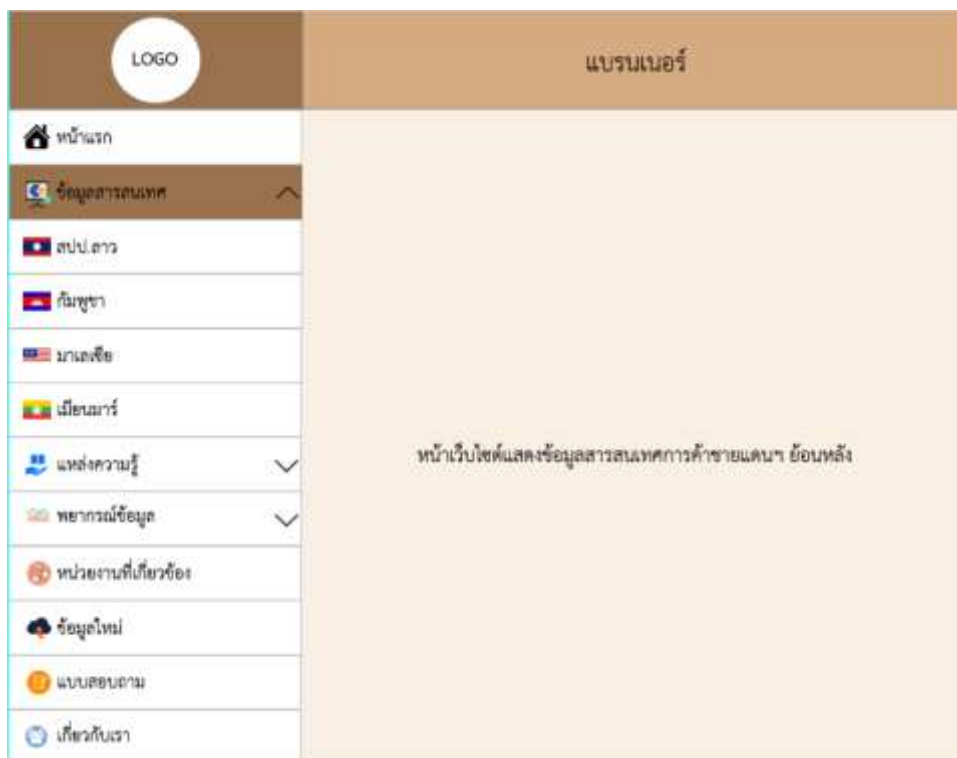 LOGO
แบรนเนอร์
หน้าแรก
ข้อมูลสารสนเทศ
สปป.ลาว
กัมพูชา
มาเลเซีย
เมียนมาร์
แหล่งความรู้
หน้าเว็บไซต์แสดงข้อมูลสารสนเทศการค้าชายแดนฯ ย้อนหลัง
พยากรณ์ข้อมูล
หน่วยงานที่เกี่ยวข้อง
ข้อมูลใหม่
แบบสอบถาม
เกี่ยวกับเรา